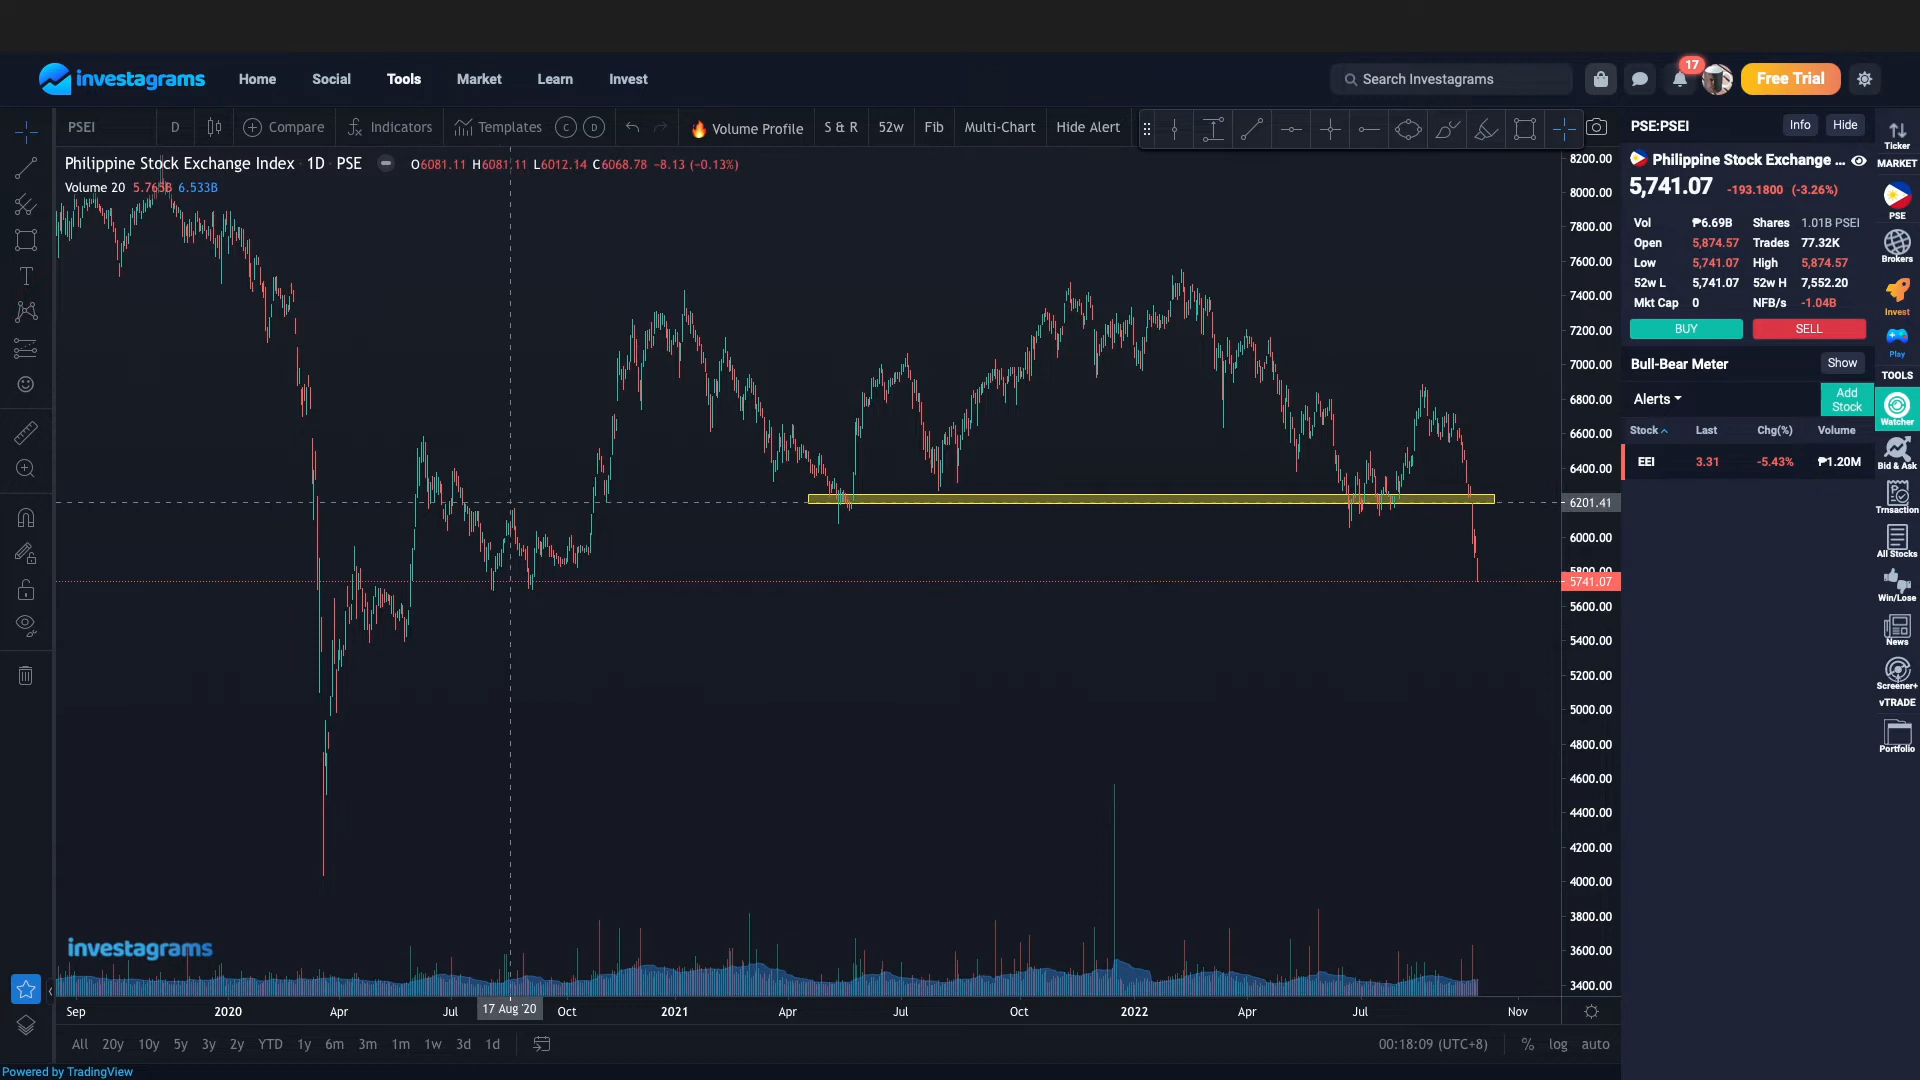 investagrams
Home
Social
Tools
Market
Learn
Invest
Search Investagrams
17
Free Trial
PSEI
D
Compare
Indicators
Templates
C
D
Volume Profile
S & R
52w
Fib
Multi-Chart
Hide Alert
Philippine Stock Exchange Index · 1D · PSE
O6081.11 H6081.11 L6012.14 C6068.78 -8.13 (-0.13%)
Volume 20 5.765B 6.533B
8200.00
8000.00
7800.00
7600.00
7400.00
7200.00
7000.00
6800.00
6600.00
6400.00
6201.41
6000.00
5800.00
5741.07
5600.00
5400.00
5200.00
5000.00
4800.00
4600.00
4400.00
4200.00
4000.00
3800.00
3600.00
3400.00
investagrams
Sep
2020
Apr
Jul
17 Aug '20
Oct
2021
Apr
Jul
Oct
2022
Apr
Jul
Nov
All 20y 10y 5y 3y 2y YTD 1y 6m 3m 1m 1w 3d 1d
00:18:09 (UTC+8)
% log auto
Powered by TradingView
PSE:PSEI
Info
Hide
Philippine Stock Exchange ...
5,741.07 -193.1800 (-3.26%)
Vol ₱6.69B Shares 1.01B PSEI
Open 5,874.57 Trades 77.32K
Low 5,741.07 High 5,874.57
52w L 5,741.07 52w H 7,552.20
Mkt Cap 0 NFB/s -1.04B
BUY
SELL
Bull-Bear Meter
Show
Alerts
Add Stock
Stock Last Chg(%) Volume
EEI 3.31 -5.43% ₱1.20M
Ticker
MARKET
PSE
Brokers
Invest
Play
TOOLS
Watcher
Bid & Ask
Trnsaction
All Stocks
Win/Lose
News
Screener+
vTRADE
Portfolio